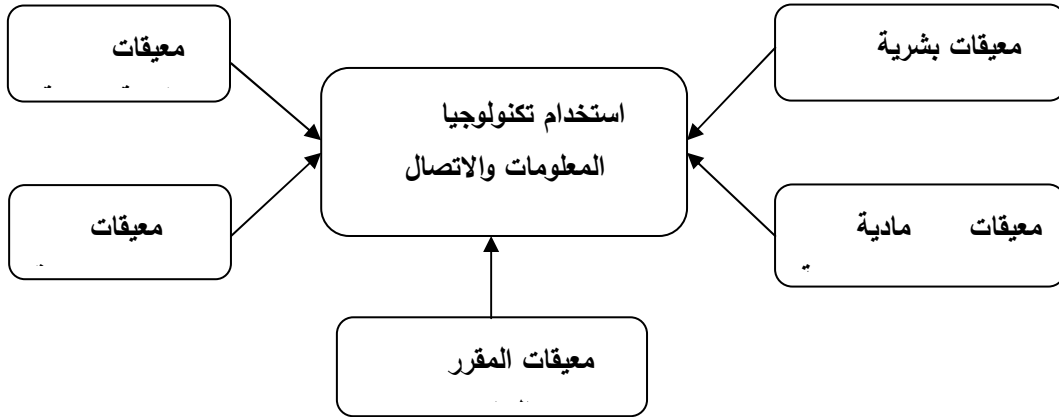 معيقات بشرية
معيقات
استخدام تكنولوجيا
المعلومات والاتصال
معيقات مادية
معيقات
معيقات المقرر